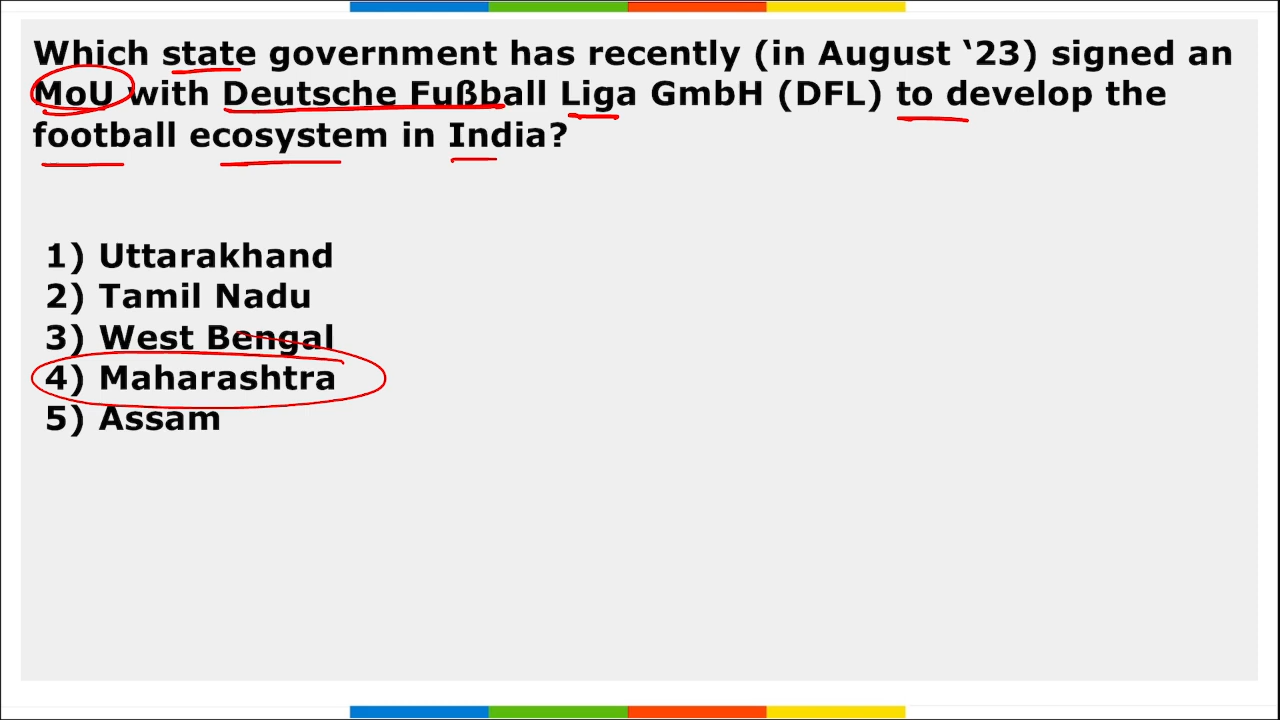 Which state government has recently (in August ‘23) signed an
MoU with Deutsche Fußball Liga GmbH (DFL) to develop the
football ecosystem in India?
1) Uttarakhand
2) Tamil Nadu
3) West Bengal
4) Maharashtra
5) Assam